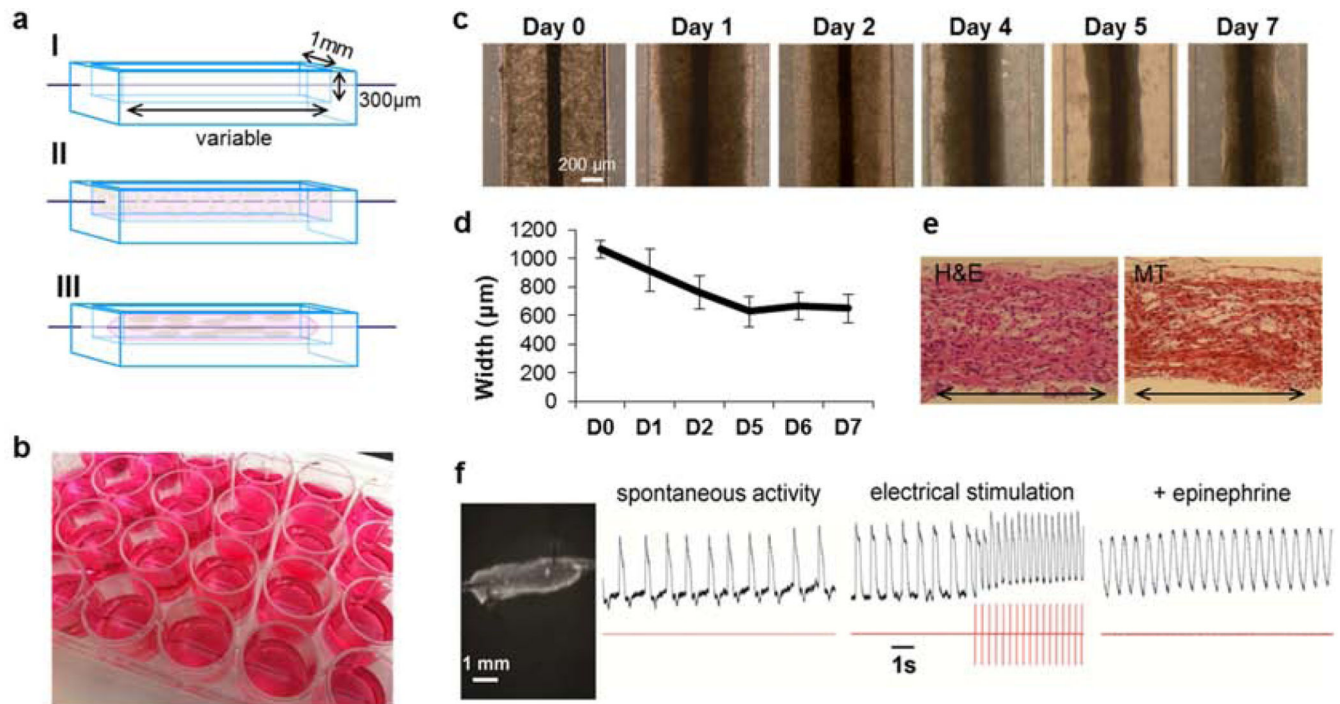 a
I
1mm
300μm
variable
II
III
b
c
Day 0
Day 1
Day 2
Day 4
Day 5
Day 7
200 μm
d
Width (μm)
1200
1000
800
600
400
200
0
D0
D1
D2
D5
D6
D7
e
H&E
MT
f
1 mm
spontaneous activity
electrical stimulation
+ epinephrine
1s